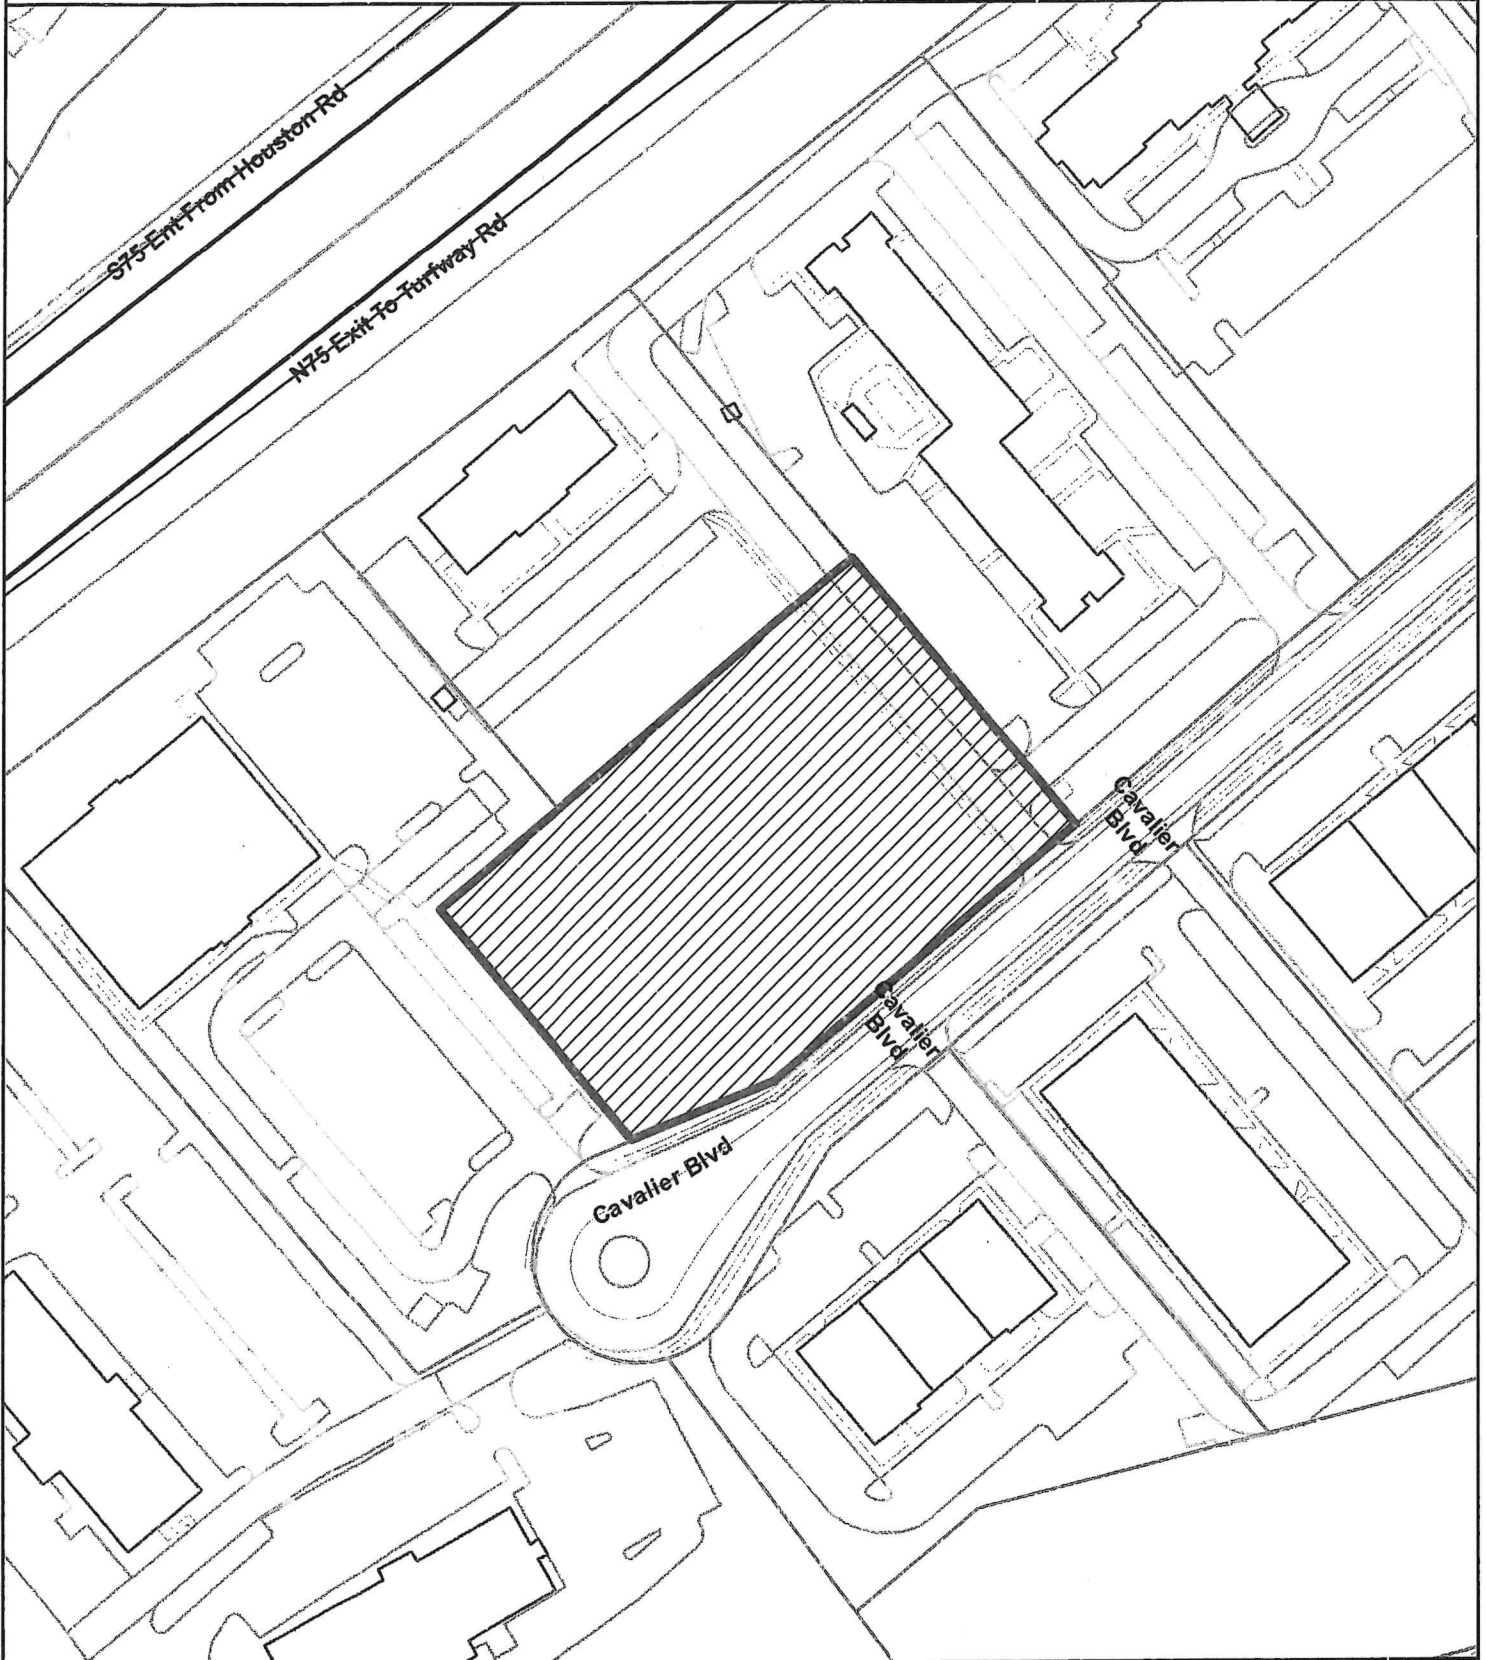 S75 Ent From Houston Rd
N75 Exit To Turfway Rd
Cavalier
Blvd
Cavalier
Blvd
Cavalier Blvd